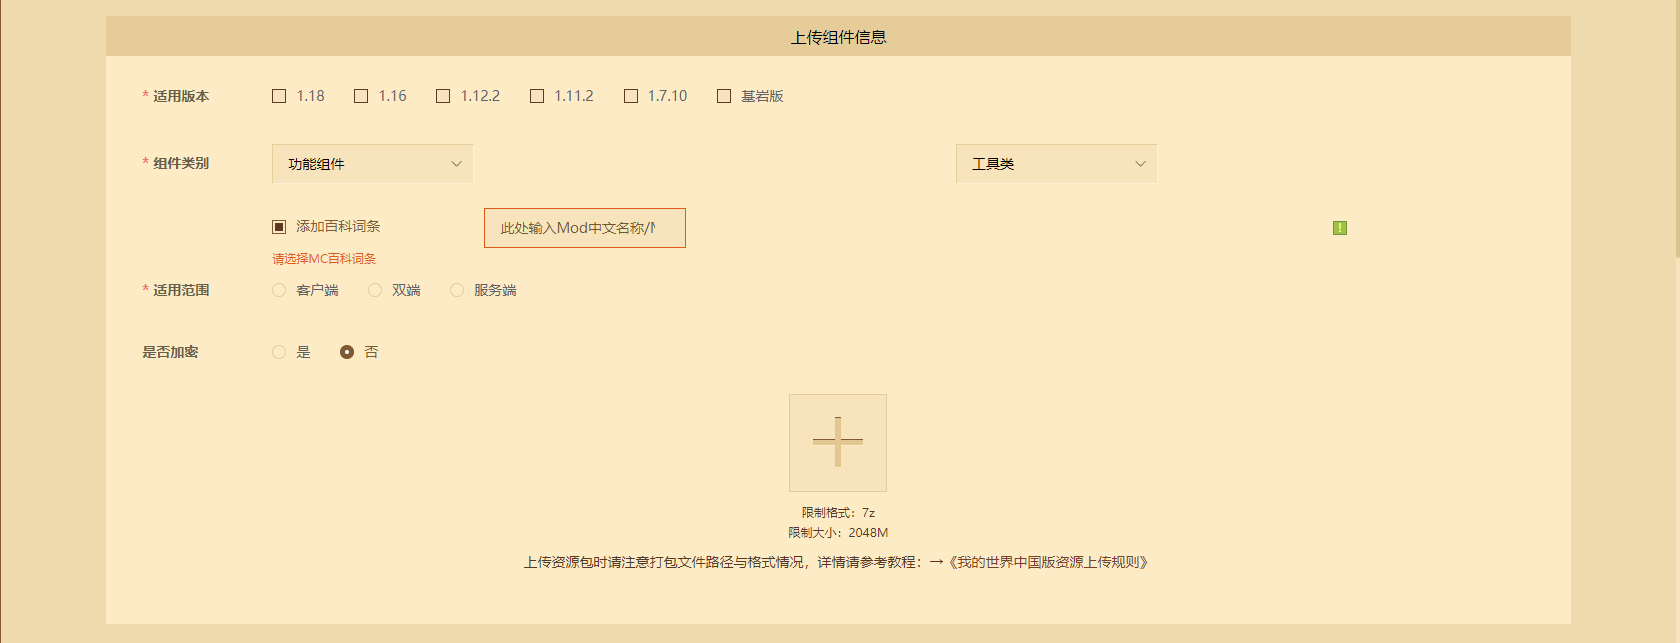 上传组件信息
* 适用版本 1.18 1.16 1.12.2 1.11.2 1.7.10 基岩版
* 组件类别 功能组件 工具类
添加百科词条 此处输入Mod中文名称/M
请选择MC百科词条
* 适用范围 客户端 双端 服务端
是否加密 是 否
限制格式：7z
限制大小：2048M
上传资源包时请注意打包文件路径与格式情况，详情请参考教程：→《我的世界中国版资源上传规则》